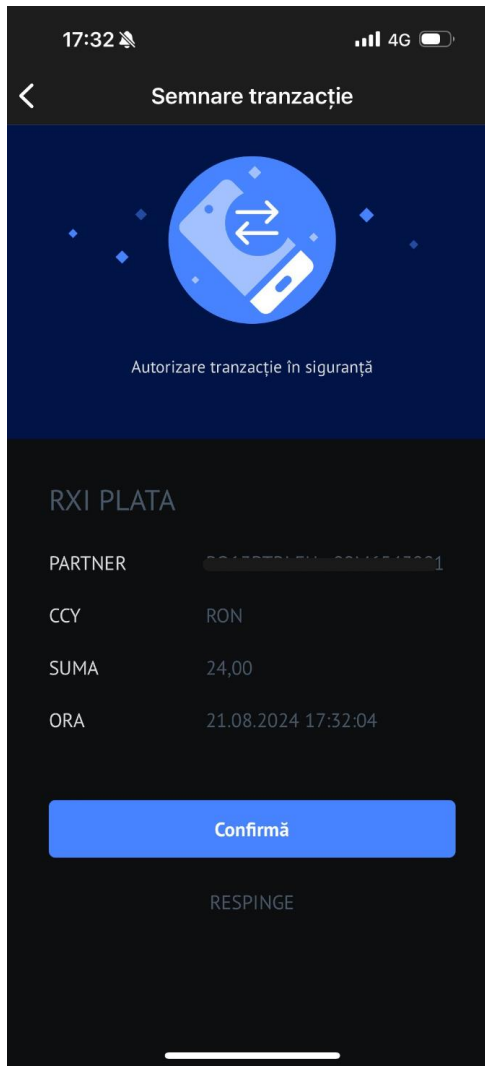 17:32
4G
Semnare tranzacție
Autorizare tranzacție în siguranță
RXI PLATA
PARTNER
CCY RON
SUMA 24,00
ORA 21.08.2024 17:32:04
Confirmă
RESPINGE